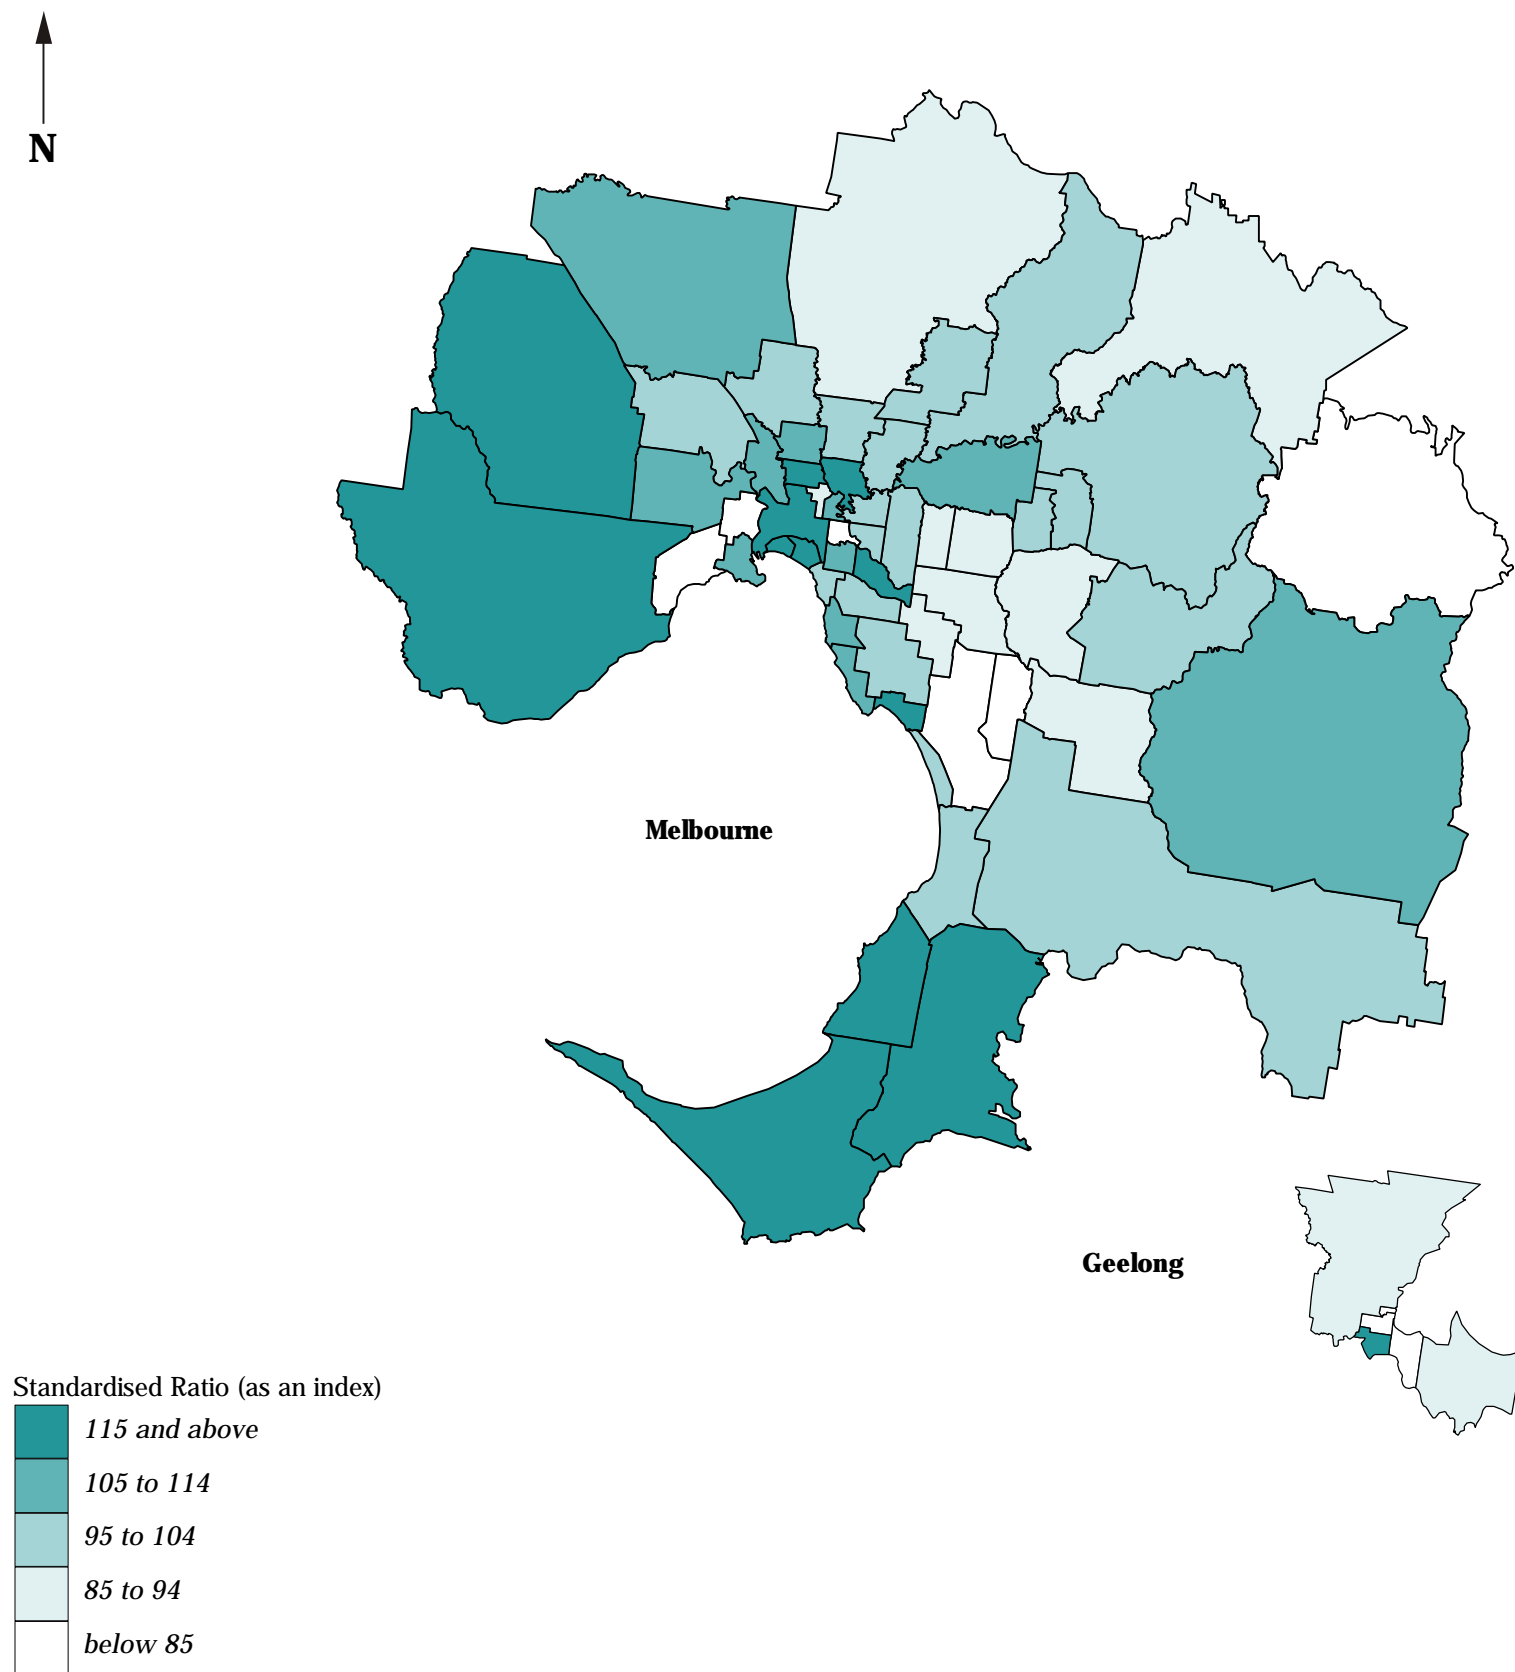 N
Melbourne
Geelong
Standardised Ratio (as an index)
115 and above
105 to 114
95 to 104
85 to 94
below 85